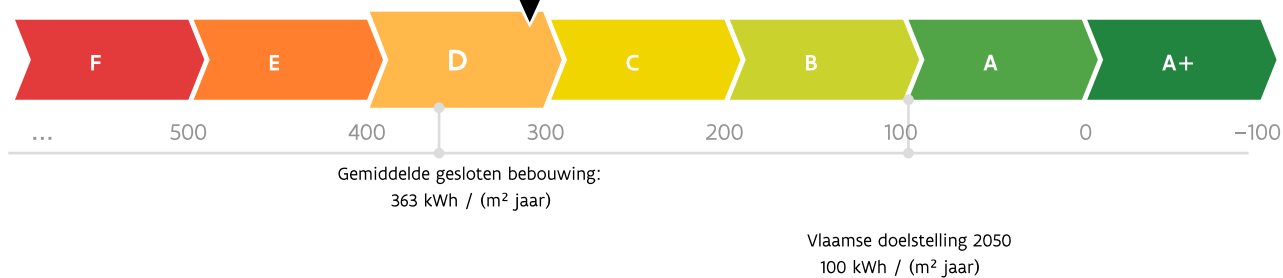 F E D C B A A+
... 500 400 300 200 100 0 −100
Gemiddelde gesloten bebouwing:
363 kWh / (m² jaar)
Vlaamse doelstelling 2050
100 kWh / (m² jaar)